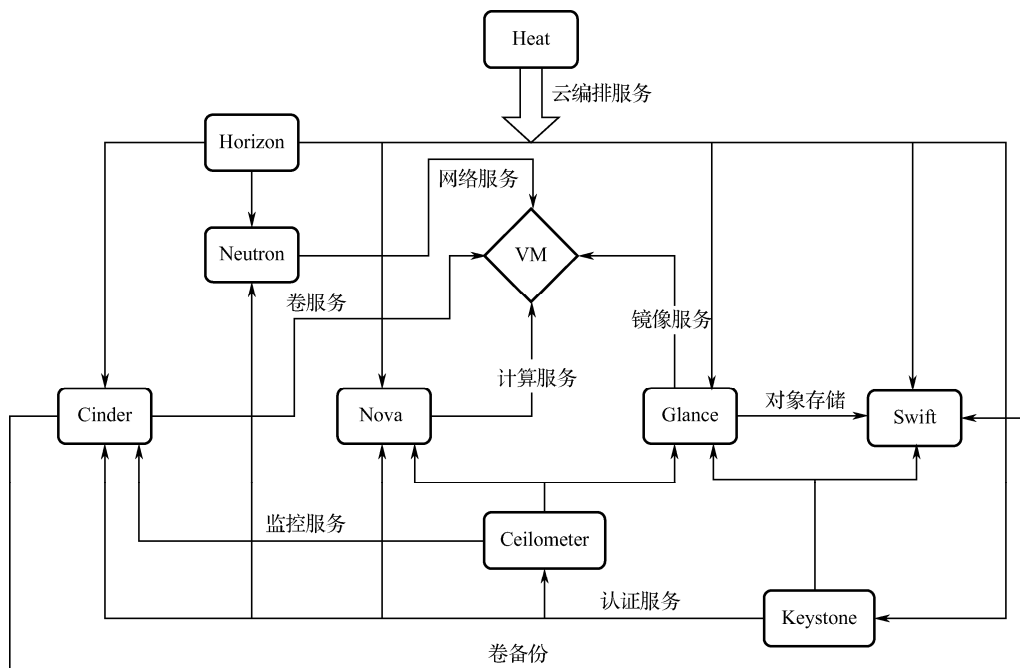 Heat
云编排服务
Horizon
网络服务
Neutron
VM
卷服务
镜像服务
计算服务
对象存储
Cinder
Nova
Glance
Swift
监控服务
Ceilometer
认证服务
Keystone
卷备份